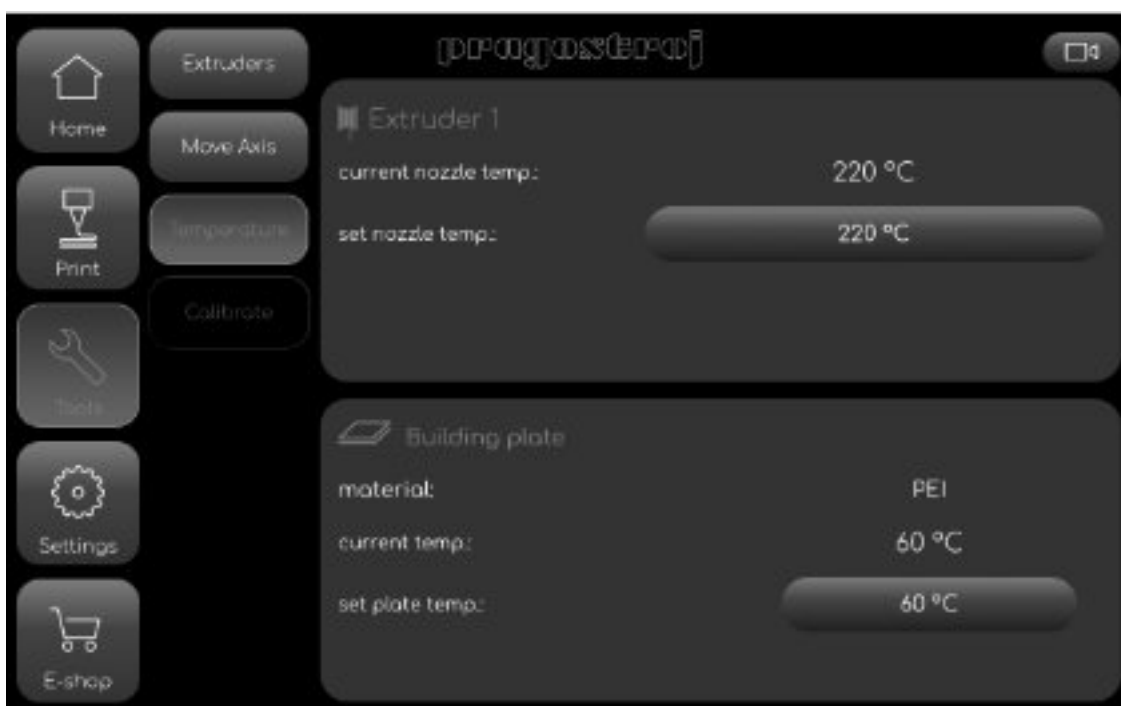 Home
Print
Tools
Settings
E-shop
Extruders
Move Axis
Temperature
Calibrate
pragostroj
Extruder 1
current nozzle temp.: 220 °C
set nozzle temp.: 220 °C
Building plate
material: PEI
current temp.: 60 °C
set plate temp.: 60 °C